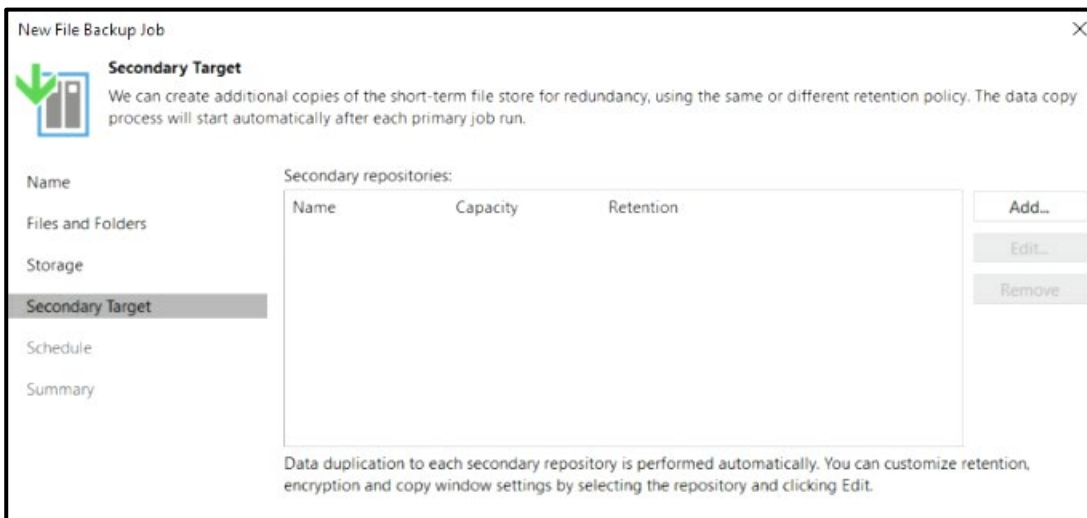 New File Backup Job
Secondary Target
We can create additional copies of the short-term file store for redundancy, using the same or different retention policy. The data copy
process will start automatically after each primary job run.
Name
Files and Folders
Storage
Secondary Target
Schedule
Summary
Secondary repositories:
Name Capacity Retention
Add...
Edit...
Remove
Data duplication to each secondary repository is performed automatically. You can customize retention,
encryption and copy window settings by selecting the repository and clicking Edit.